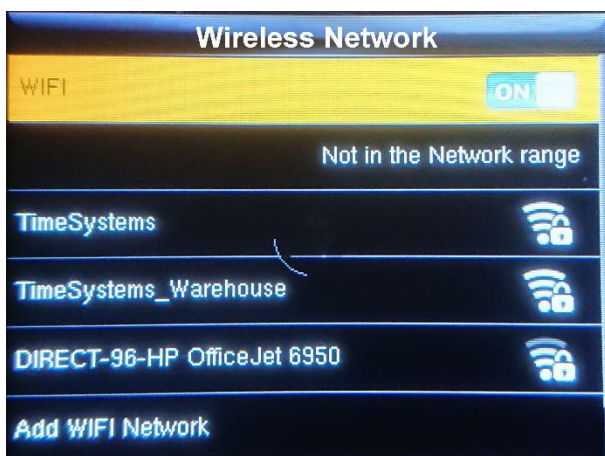 Wireless Network
WIFI
ON
Not in the Network range
TimeSystems
TimeSystems_Warehouse
DIRECT-96-HP OfficeJet 6950
Add WIFI Network